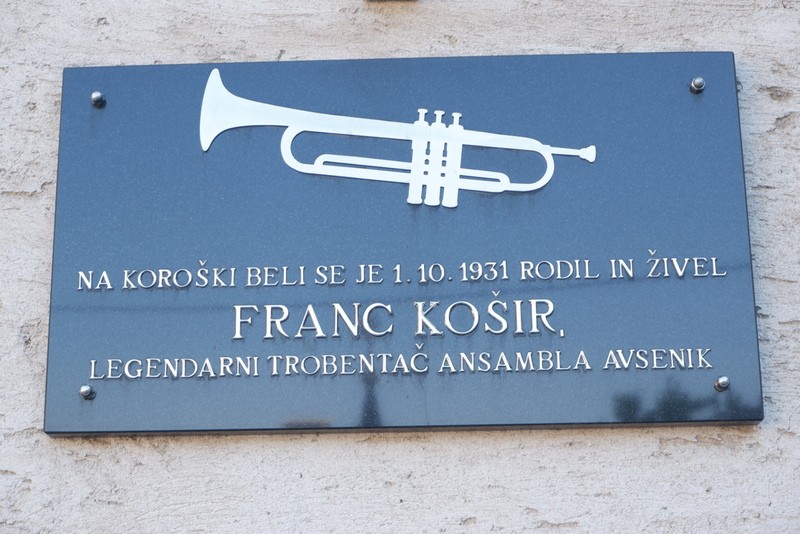 NA KOROŠKI BELI SE JE 1.10.1931 RODIL IN ŽIVEL
FRANC KOŠIR,
LEGENDARNI TROBENTAČ ANSAMBLA AVSENIK